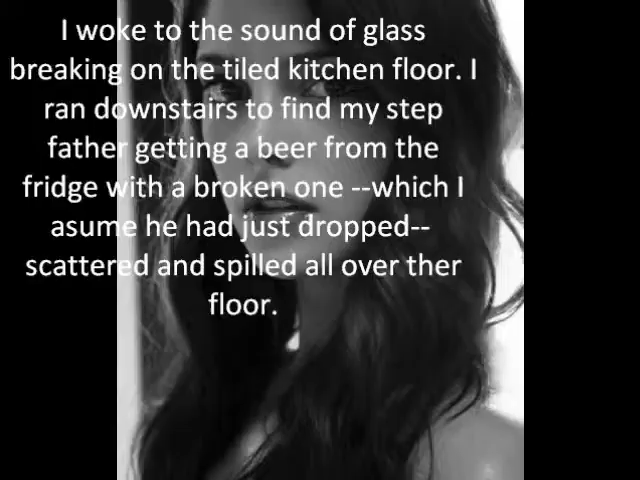 I woke to the sound of glass
breaking on the tiled kitchen floor. I
ran downstairs to find my step
father getting a beer from the
fridge with a broken one --which I
asume he had just dropped--
scattered and spilled all over ther
floor.